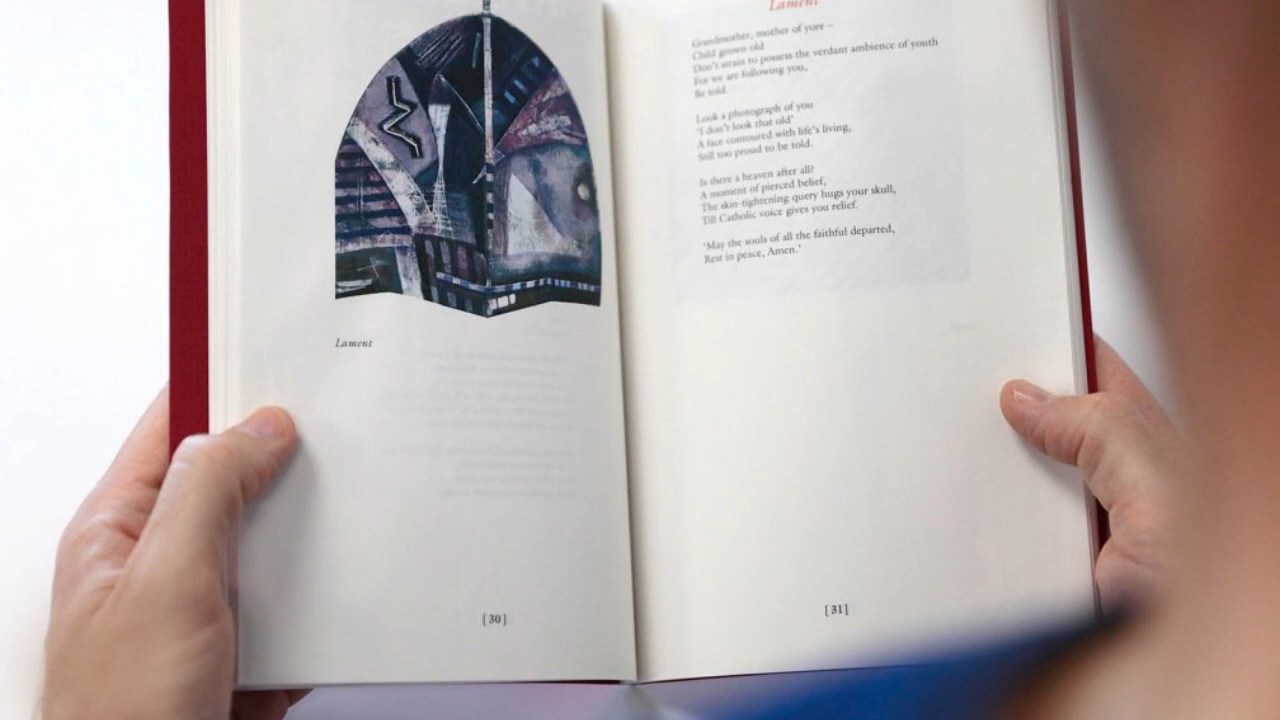 Lament
[30]
Lament
Grandmother, mother of yore –
Child grown old
Don't strain to possess the verdant ambience of youth
For we are following you,
Be told.
Look a photograph of you
'I don't look that old'
A face contoured with life's living,
Still too proud to be told.
Is there a heaven after all?
A moment of pierced belief,
The skin-tightening query hugs your skull,
Till Catholic voice gives you relief.
'May the souls of all the faithful departed,
Rest in peace, Amen.'
[31]